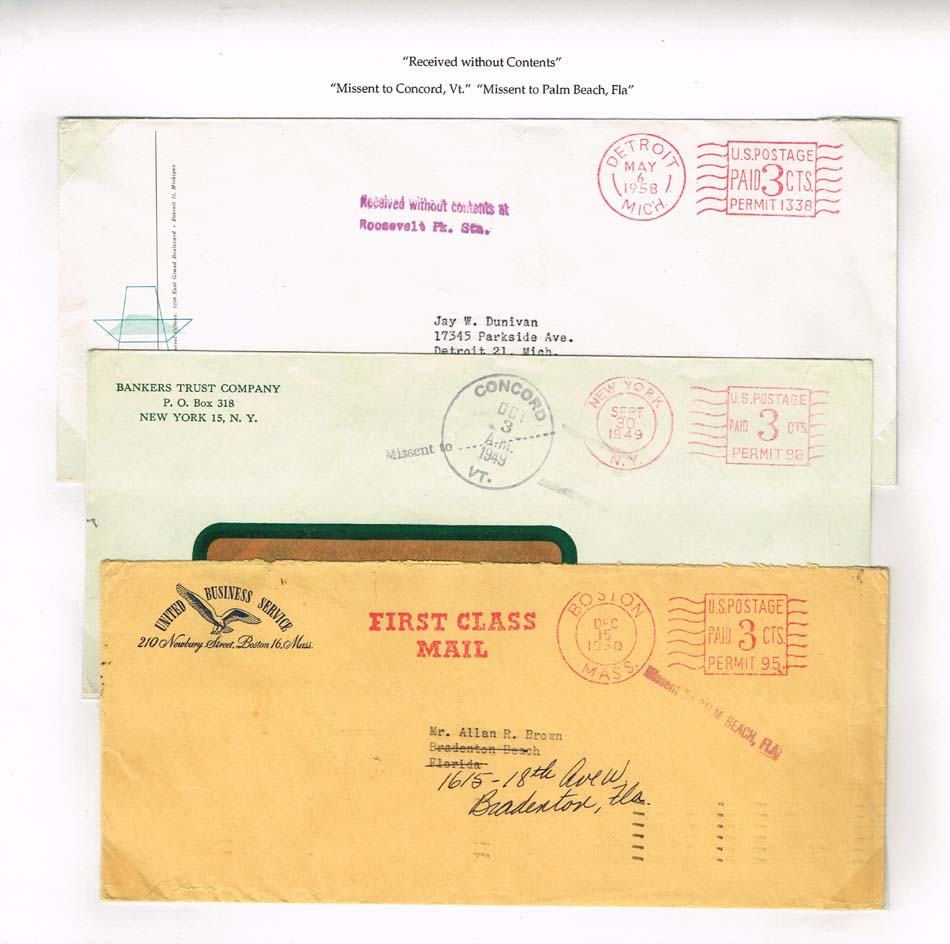 “Received without Contents”
“Missent to Concord, Vt.” “Missent to Palm Beach, Fla”
DETROIT
MAY
6
1958
MICH.
U.S. POSTAGE
PAID 3 CTS.
PERMIT 1338
East Grand Boulevard • Detroit 11, Michigan
Received without contents at
Roosevelt Pk. Sta.
Jay W. Dunivan
17345 Parkside Ave.
Detroit 21, Mich.
BANKERS TRUST COMPANY
P. O. Box 318
NEW YORK 15, N. Y.
Missent to
CONCORD
OCT
3
A.M.
1949
VT.
NEW YORK
SEPT
30
1949
N.Y.
U.S. POSTAGE
PAID 3 CTS.
PERMIT 96
UNITED BUSINESS SERVICE
210 Newbury Street, Boston 16, Mass.
FIRST CLASS
MAIL
BOSTON
DEC
15
1950
MASS.
U.S. POSTAGE
PAID 3 CTS.
PERMIT 95
Missent To PALM BEACH, FLA
Mr. Allan R. Brown
Bradenton Beach
Florida
1615-18th Ave W.
Bradenton, Fla.